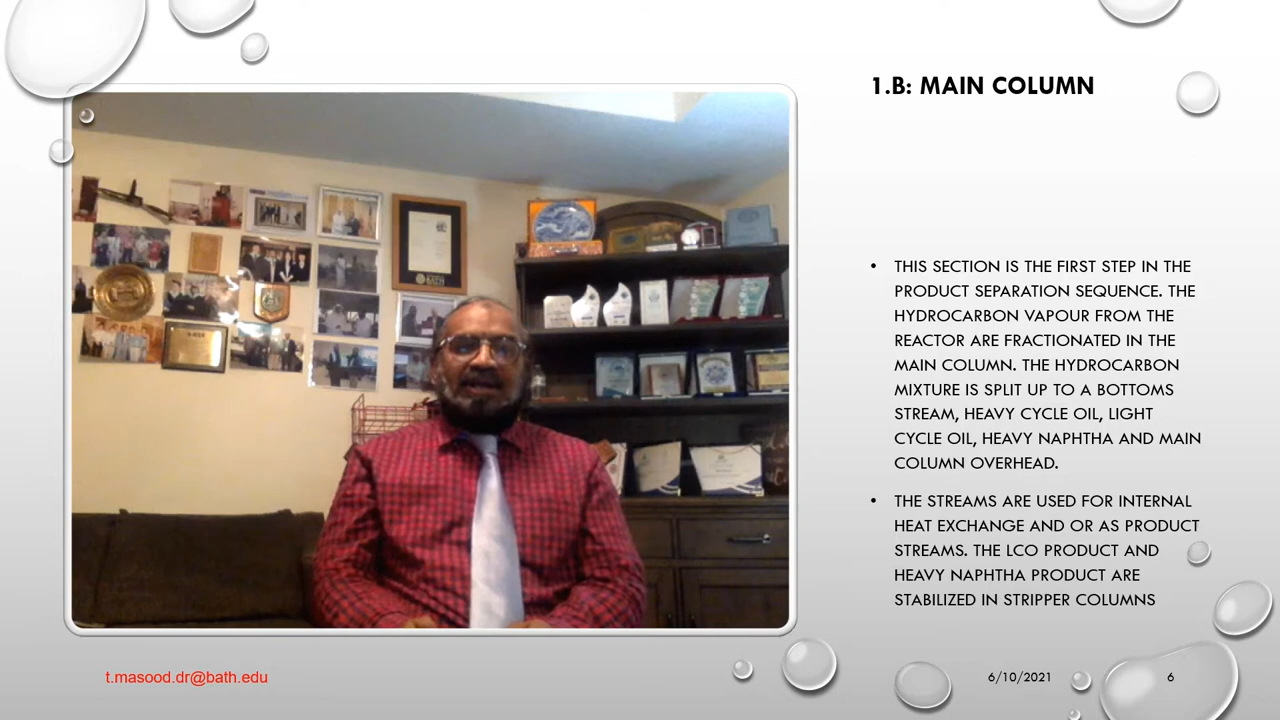 1.B: MAIN COLUMN
• THIS SECTION IS THE FIRST STEP IN THE
PRODUCT SEPARATION SEQUENCE. THE
HYDROCARBON VAPOUR FROM THE
REACTOR ARE FRACTIONATED IN THE
MAIN COLUMN. THE HYDROCARBON
MIXTURE IS SPLIT UP TO A BOTTOMS
STREAM, HEAVY CYCLE OIL, LIGHT
CYCLE OIL, HEAVY NAPHTHA AND MAIN
COLUMN OVERHEAD.
• THE STREAMS ARE USED FOR INTERNAL
HEAT EXCHANGE AND OR AS PRODUCT
STREAMS. THE LCO PRODUCT AND
HEAVY NAPHTHA PRODUCT ARE
STABILIZED IN STRIPPER COLUMNS
t.masood.dr@bath.edu
6/10/2021
6